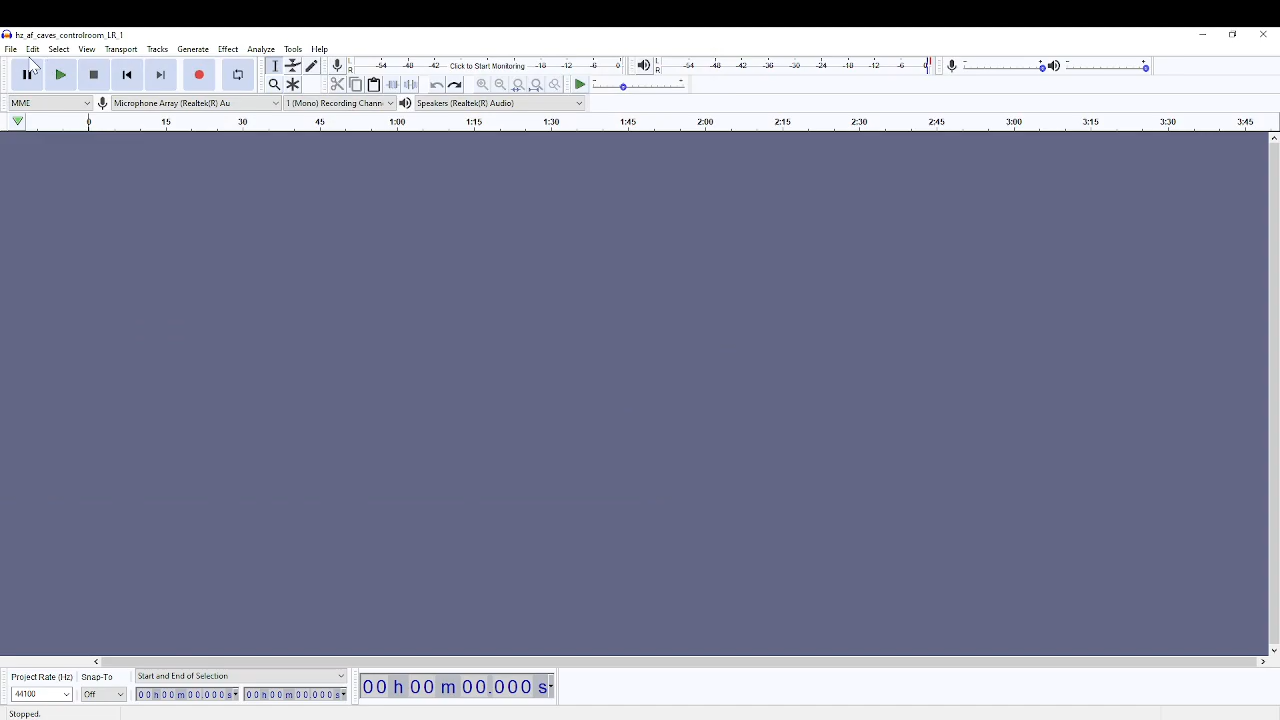 hz_af_caves_controlroom_LR_1
File Edit Select View Transport Tracks Generate Effect Analyze Tools Help
L R -54 -48 -42 Click to Start Monitoring -18 -12 -6 0
L R -54 -48 -42 -36 -30 -24 -18 -12 -6 0
MME Microphone Array (Realtek(R) Au 1 (Mono) Recording Chann Speakers (Realtek(R) Audio)
0 15 30 45 1:00 1:15 1:30 1:45 2:00 2:15 2:30 2:45 3:00 3:15 3:30 3:45
Project Rate (Hz) Snap-To Start and End of Selection
44100 Off 00 h 00 m 00.000 s 00 h 00 m 00.000 s 00 h 00 m 00.000 s
Stopped.